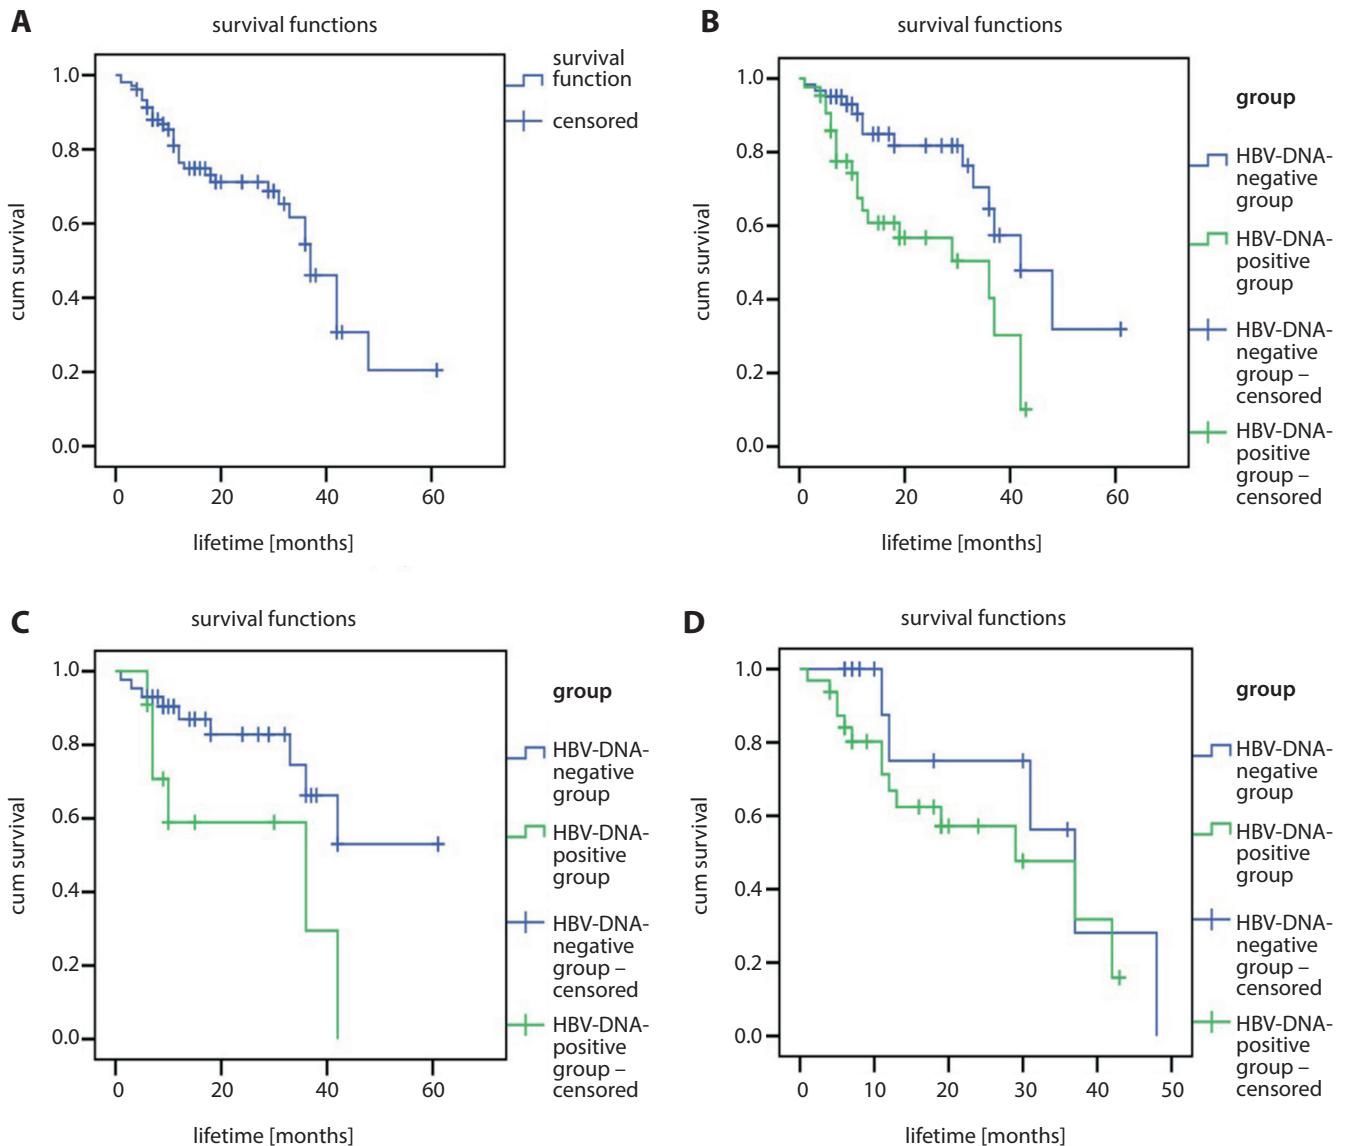 A
survival functions
1.0
0.8
0.6
0.4
0.2
0.0
cum survival
0 20 40 60
lifetime [months]
survival
function
censored
B
survival functions
1.0
0.8
0.6
0.4
0.2
0.0
cum survival
0 20 40 60
lifetime [months]
group
HBV-DNA-
negative
group
HBV-DNA-
positive
group
HBV-DNA-
negative
group –
censored
HBV-DNA-
positive
group –
censored
C
survival functions
1.0
0.8
0.6
0.4
0.2
0.0
cum survival
0 20 40 60
lifetime [months]
group
HBV-DNA-
negative
group
HBV-DNA-
positive
group
HBV-DNA-
negative
group –
censored
HBV-DNA-
positive
group –
censored
D
survival functions
1.0
0.8
0.6
0.4
0.2
0.0
cum survival
0 10 20 30 40 50
lifetime [months]
group
HBV-DNA-
negative
group
HBV-DNA-
positive
group
HBV-DNA-
negative
group –
censored
HBV-DNA-
positive
group –
censored